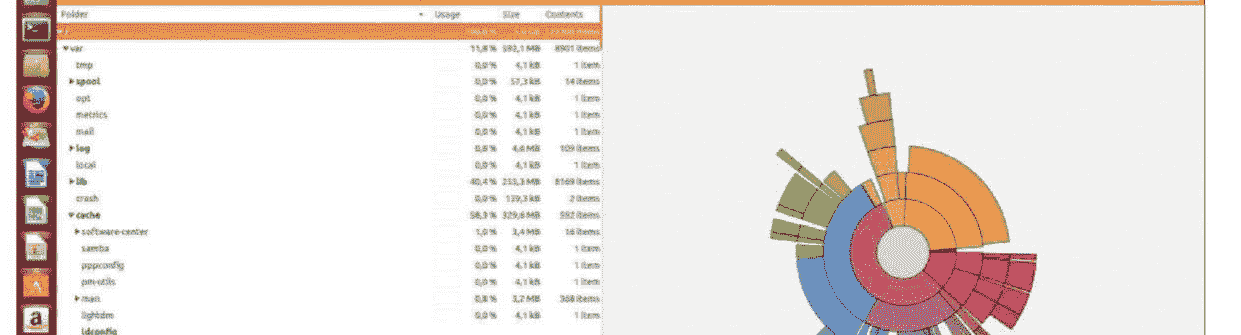 Folder Usage Size Contents
/
var 11,8 % 592,1 MB 8901 items
tmp 0,0 % 4,1 kB 1 item
spool 0,0 % 57,3 kB 14 items
opt 0,0 % 4,1 kB 1 item
metrics 0,0 % 4,1 kB 1 item
mail 0,0 % 4,1 kB 1 item
log 0,8 % 4,6 MB 109 items
local 0,0 % 4,1 kB 1 item
lib 40,4 % MB 8169 items
crash 0,0 % 139,3 kB 2 items
cache 58,3 % 329,6 MB 592 items
software-center 1,0 % 3,4 MB 16 items
samba 0,0 % 4,1 kB 1 item
pppconfig 0,0 % 4,1 kB 1 item
pm-utils 0,0 % 4,1 kB 1 item
man 0,8 % 3,2 MB 368 items
lightdm 0,0 % 4,1 kB 1 item
ldconfig